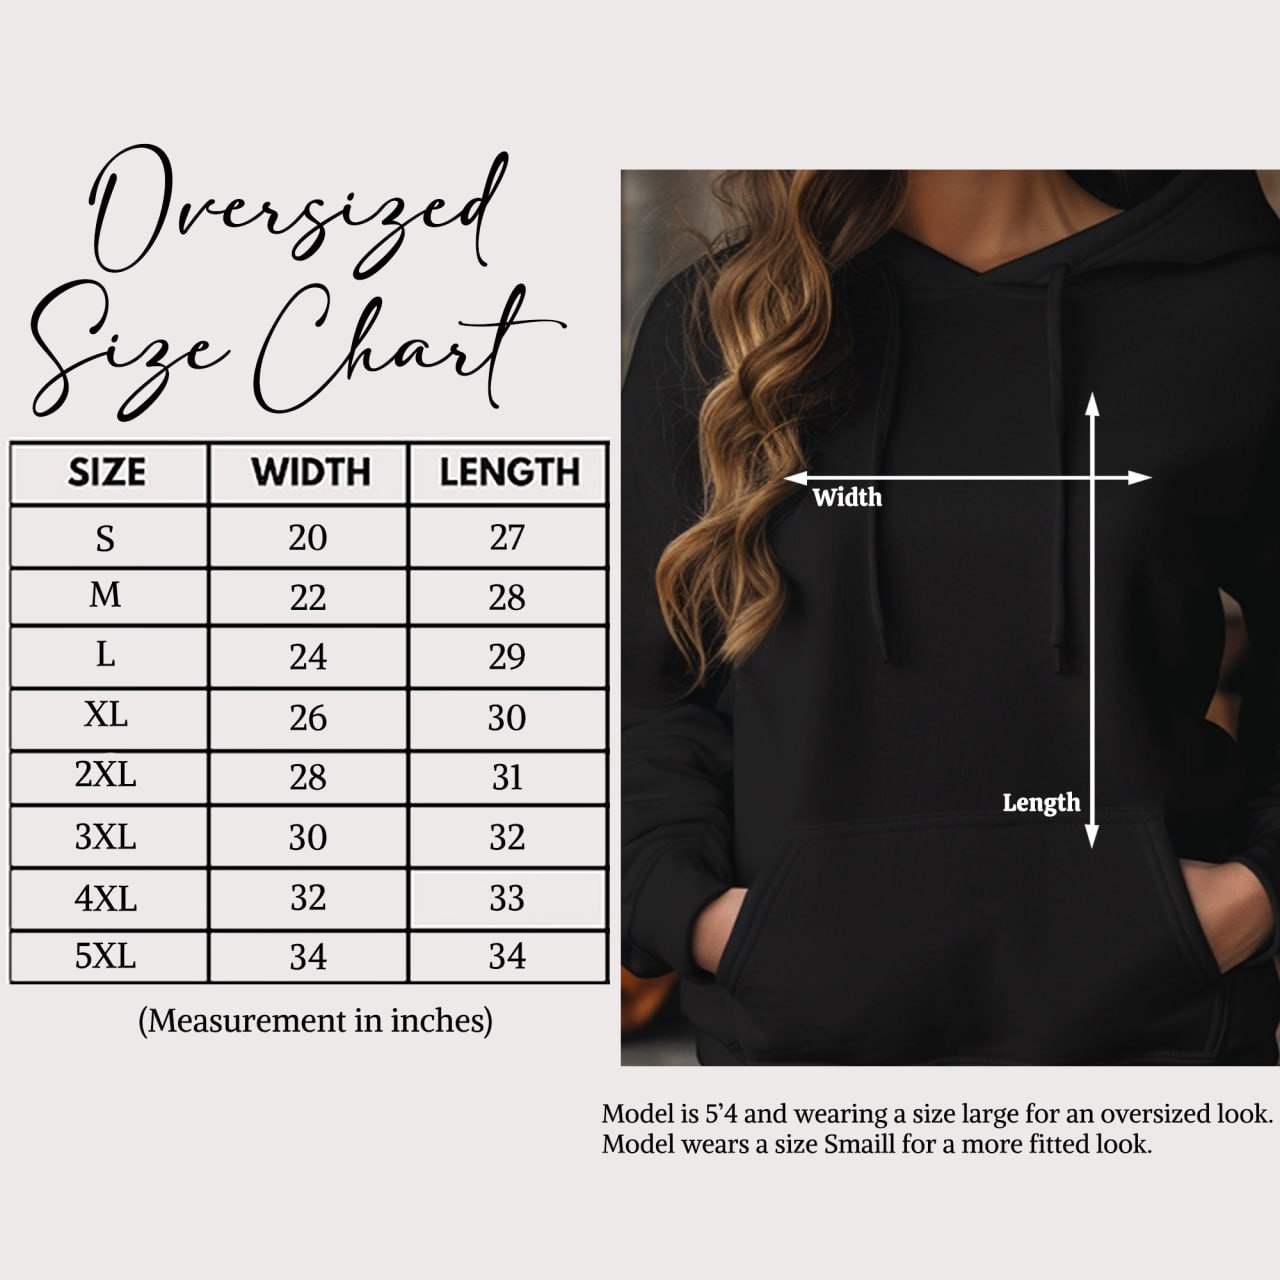 Oversized
Size Chart
SIZE WIDTH LENGTH
S 20 27
M 22 28
L 24 29
XL 26 30
2XL 28 31
3XL 30 32
4XL 32 33
5XL 34 34
(Measurement in inches)
Width
Length
Model is 5’4 and wearing a size large for an oversized look.
Model wears a size Smaill for a more fitted look.